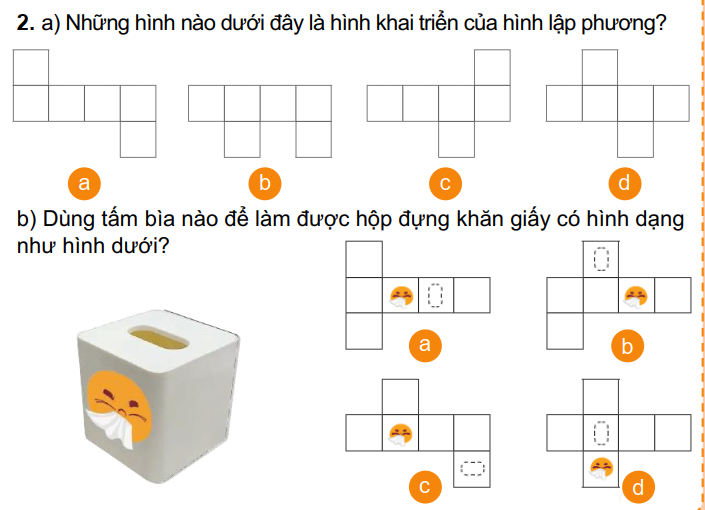 2. a) Những hình nào dưới đây là hình khai triển của hình lập phương?
a
b
c
d
b) Dùng tấm bìa nào để làm được hộp đựng khăn giấy có hình dạng
như hình dưới?
a
b
c
d